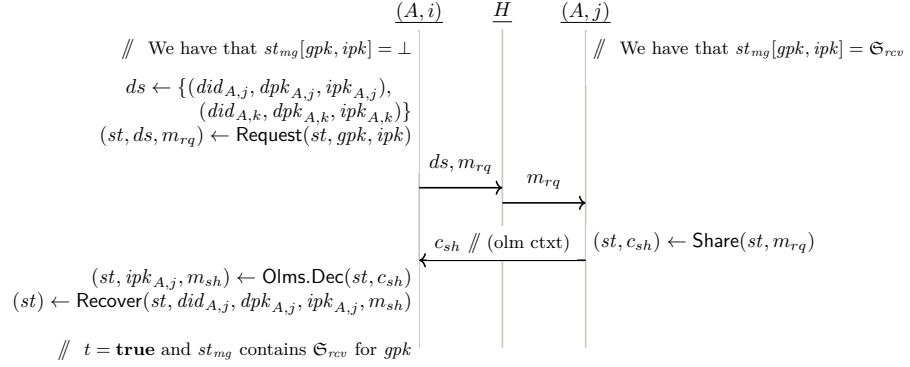 (A, i) H (A, j)
// We have that st_mg[gpk, ipk] = ⊥ // We have that st_mg[gpk, ipk] = 𝔖_rcv
ds ← {(did_A,j, dpk_A,j, ipk_A,j),
(did_A,k, dpk_A,k, ipk_A,k)}
(st, ds, m_rq) ← Request(st, gpk, ipk)
ds, m_rq
m_rq
c_sh // (olm ctxt) (st, c_sh) ← Share(st, m_rq)
(st, ipk_A,j, m_sh) ← Olms.Dec(st, c_sh)
(st) ← Recover(st, did_A,j, dpk_A,j, ipk_A,j, m_sh)
// t = true and st_mg contains 𝔖_rcv for gpk